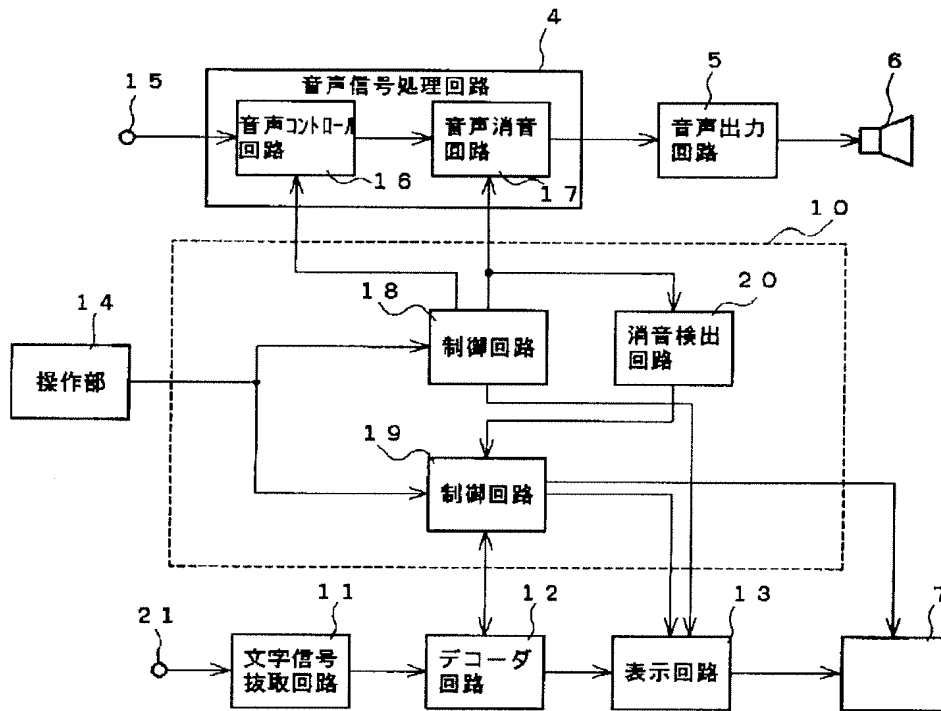 4
15
音声信号処理回路
5
6
音声コントロール
回路
音声消音
回路
音声出力
回路
16
17
10
18
20
14
制御回路
消音検出
回路
操作部
19
制御回路
21
11
12
13
7
文字信号
抜取回路
デコーダ
回路
表示回路